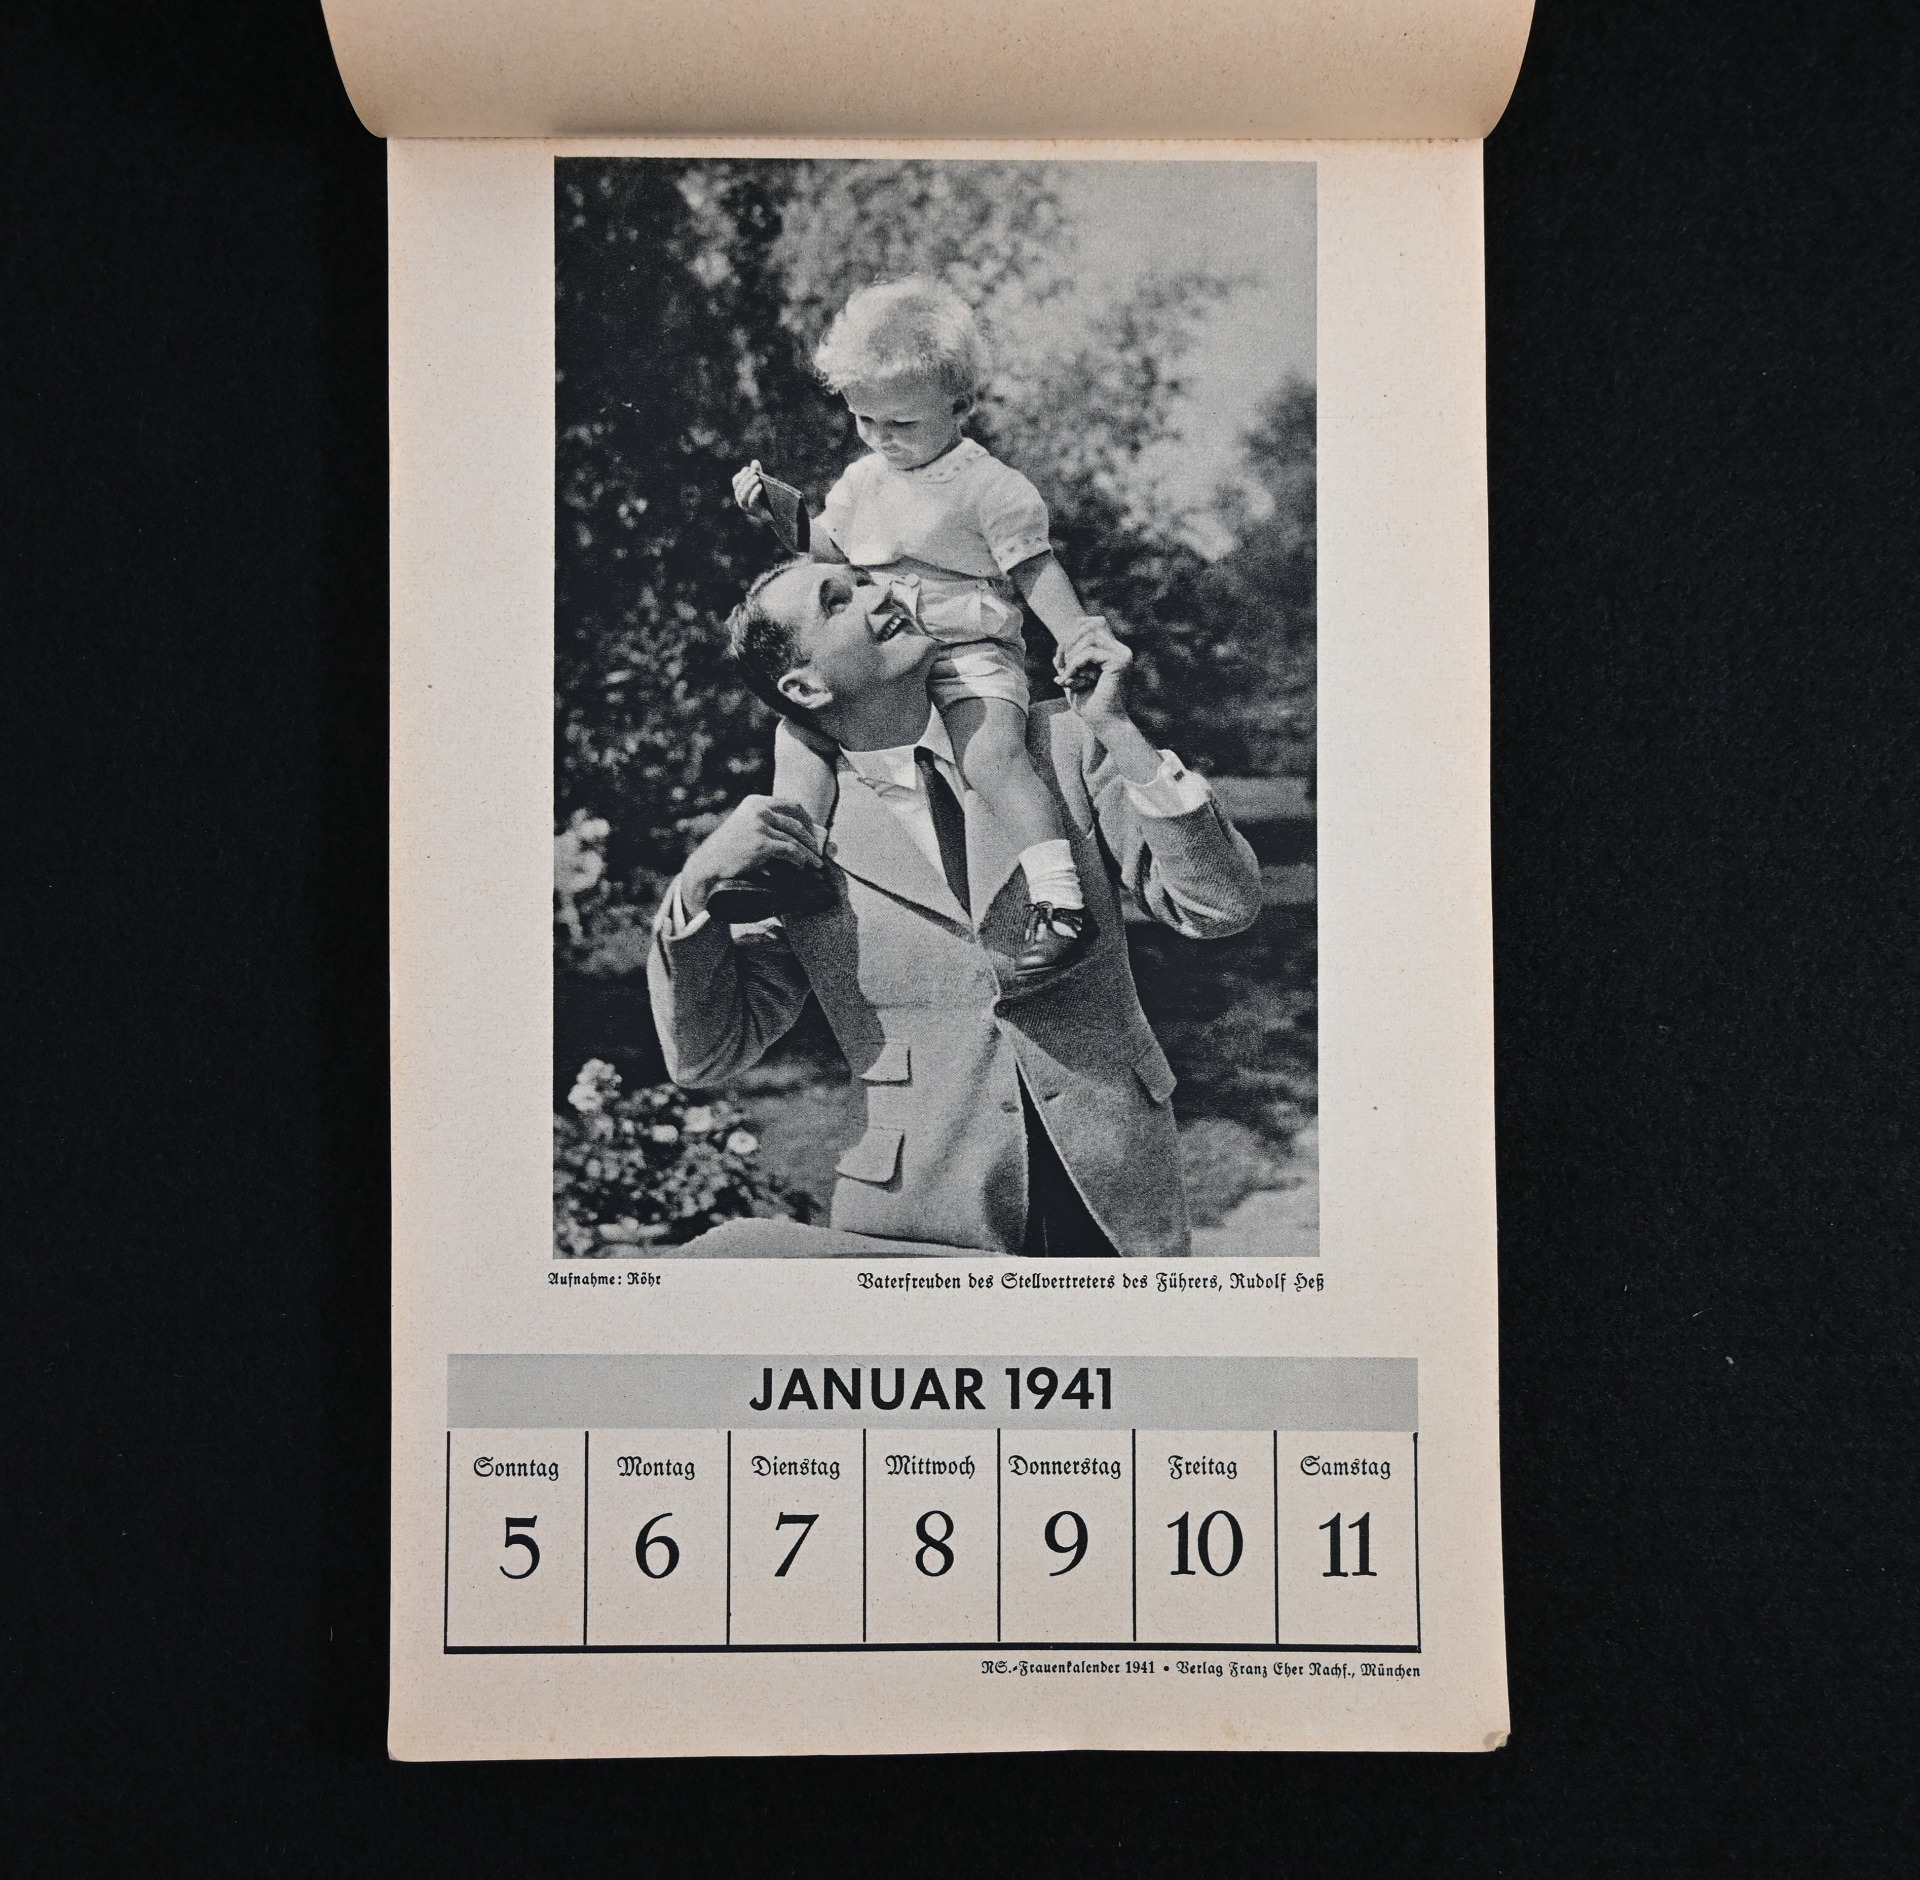 Aufnahme: Röhr
Vaterfreuden des Stellvertreters des Führers, Rudolf Heß
JANUAR 1941
Sonntag Montag Dienstag Mittwoch Donnerstag Freitag Samstag
5 6 7 8 9 10 11
NS.-Frauenkalender 1941 • Verlag Franz Eher Nachf., München